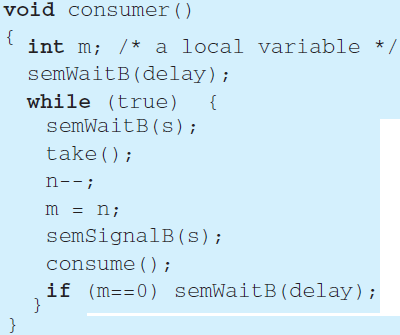 void consumer()
{ int m; /* a local variable */
semWaitB(delay);
while (true) {
semWaitB(s);
take();
n--;
m = n;
semSignalB(s);
consume();
if (m==0) semWaitB(delay);
}
}